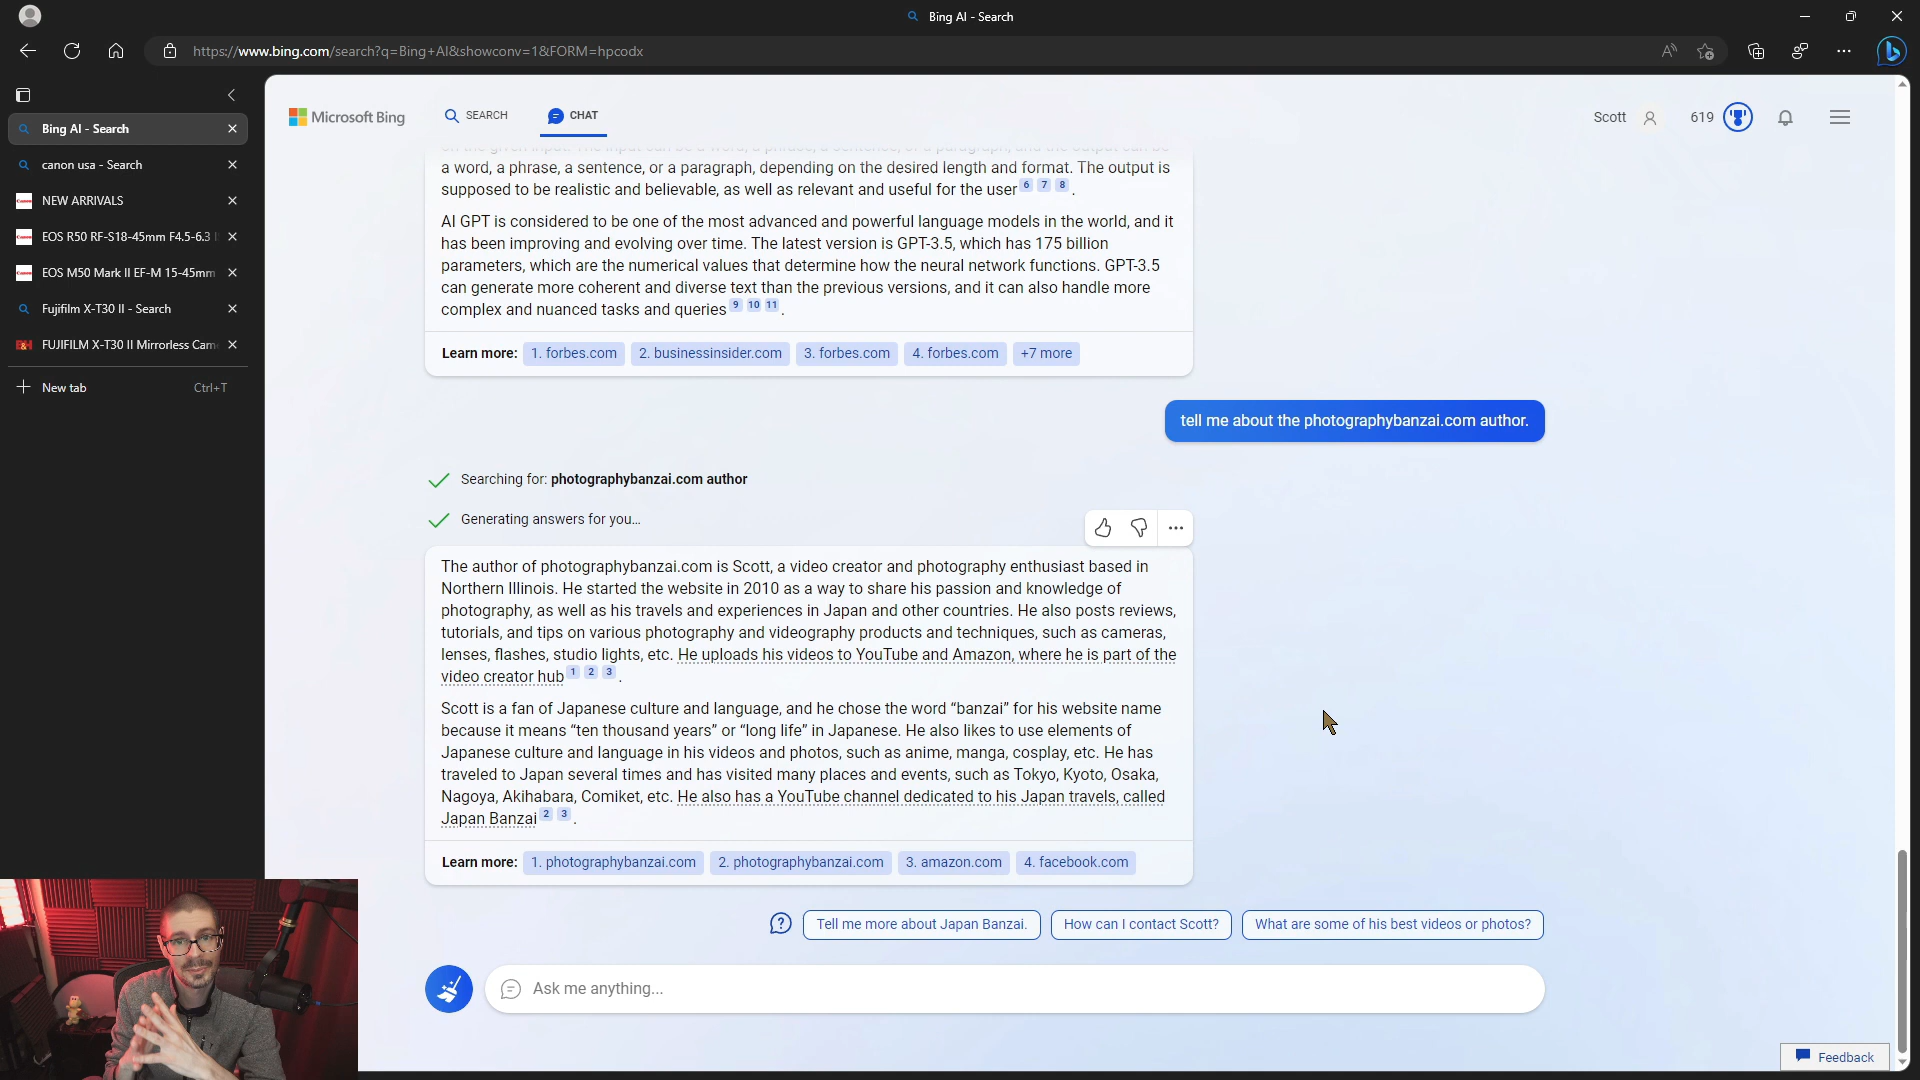 Bing AI - Search
https://www.bing.com/search?q=Bing+AI&showconv=1&FORM=hpcodx
Bing AI - Search
canon usa - Search
NEW ARRIVALS
EOS R50 RF-S18-45mm F4.5-6.3 I
EOS M50 Mark II EF-M 15-45mm
Fujifilm X-T30 II - Search
FUJIFILM X-T30 II Mirrorless Cam
New tab Ctrl+T
Microsoft Bing SEARCH CHAT Scott 619
a word, a phrase, a sentence, or a paragraph, depending on the desired length and format. The output is
supposed to be realistic and believable, as well as relevant and useful for the user 6 7 8 .
AI GPT is considered to be one of the most advanced and powerful language models in the world, and it
has been improving and evolving over time. The latest version is GPT-3.5, which has 175 billion
parameters, which are the numerical values that determine how the neural network functions. GPT-3.5
can generate more coherent and diverse text than the previous versions, and it can also handle more
complex and nuanced tasks and queries 9 10 11 .
Learn more: 1. forbes.com 2. businessinsider.com 3. forbes.com 4. forbes.com +7 more
tell me about the photographybanzai.com author.
Searching for: photographybanzai.com author
Generating answers for you...
The author of photographybanzai.com is Scott, a video creator and photography enthusiast based in
Northern Illinois. He started the website in 2010 as a way to share his passion and knowledge of
photography, as well as his travels and experiences in Japan and other countries. He also posts reviews,
tutorials, and tips on various photography and videography products and techniques, such as cameras,
lenses, flashes, studio lights, etc. He uploads his videos to YouTube and Amazon, where he is part of the
video creator hub 1 2 3 .
Scott is a fan of Japanese culture and language, and he chose the word “banzai” for his website name
because it means “ten thousand years” or “long life” in Japanese. He also likes to use elements of
Japanese culture and language in his videos and photos, such as anime, manga, cosplay, etc. He has
traveled to Japan several times and has visited many places and events, such as Tokyo, Kyoto, Osaka,
Nagoya, Akihabara, Comiket, etc. He also has a YouTube channel dedicated to his Japan travels, called
Japan Banzai 2 3 .
Learn more: 1. photographybanzai.com 2. photographybanzai.com 3. amazon.com 4. facebook.com
Tell me more about Japan Banzai. How can I contact Scott? What are some of his best videos or photos?
Ask me anything...
Feedback